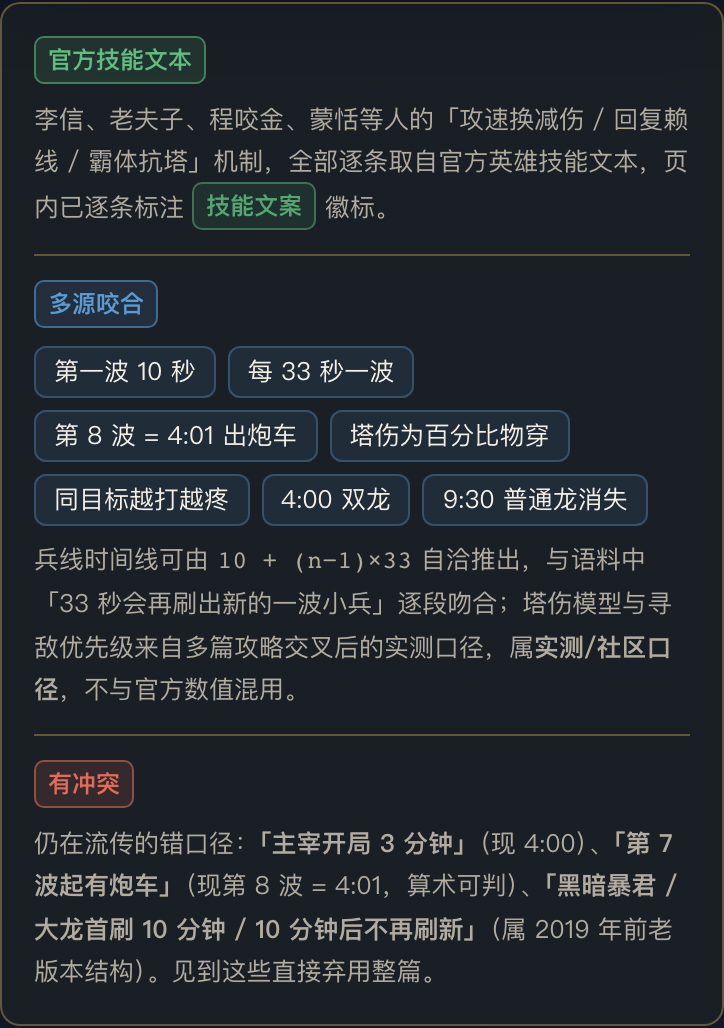 官方技能文本
李信、老夫子、程咬金、蒙恬等人的「攻速换减伤 / 回复赖
线 / 霸体抗塔」机制，全部逐条取自官方英雄技能文本，页
内已逐条标注 技能文案 徽标。
多源咬合
第一波 10 秒 每 33 秒一波
第 8 波 = 4:01 出炮车 塔伤为百分比物穿
同目标越打越疼 4:00 双龙 9:30 普通龙消失
兵线时间线可由 10 + (n−1)×33 自洽推出，与语料中
「33 秒会再刷出新的一波小兵」逐段吻合；塔伤模型与寻
敌优先级来自多篇攻略交叉后的实测口径，属实测/社区口
径，不与官方数值混用。
有冲突
仍在流传的错口径：「主宰开局 3 分钟」（现 4:00）、「第 7
波起有炮车」（现第 8 波 = 4:01，算术可判）、「黑暗暴君 /
大龙首刷 10 分钟 / 10 分钟后不再刷新」（属 2019 年前老
版本结构）。见到这些直接弃用整篇。